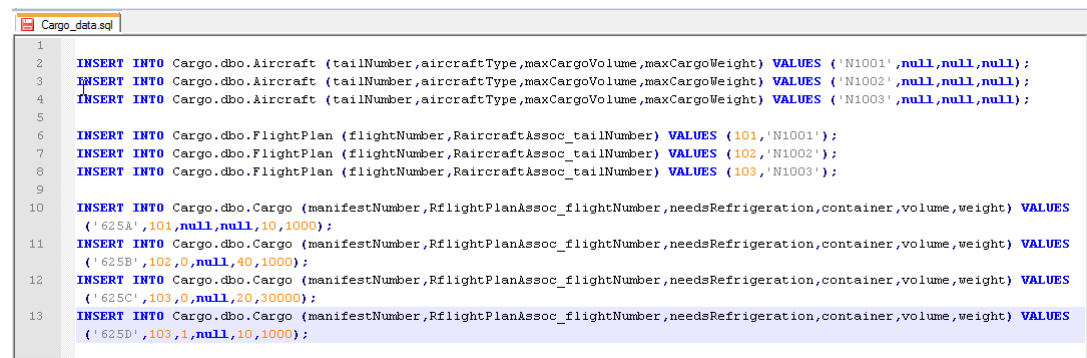 Cargo_data.sql
1
2 INSERT INTO Cargo.dbo.Aircraft (tailNumber,aircraftType,maxCargoVolume,maxCargoWeight) VALUES ('N1001',null,null,null);
3 INSERT INTO Cargo.dbo.Aircraft (tailNumber,aircraftType,maxCargoVolume,maxCargoWeight) VALUES ('N1002',null,null,null);
4 INSERT INTO Cargo.dbo.Aircraft (tailNumber,aircraftType,maxCargoVolume,maxCargoWeight) VALUES ('N1003',null,null,null);
5
6 INSERT INTO Cargo.dbo.FlightPlan (flightNumber,RaircraftAssoc_tailNumber) VALUES (101,'N1001');
7 INSERT INTO Cargo.dbo.FlightPlan (flightNumber,RaircraftAssoc_tailNumber) VALUES (102,'N1002');
8 INSERT INTO Cargo.dbo.FlightPlan (flightNumber,RaircraftAssoc_tailNumber) VALUES (103,'N1003');
9
10 INSERT INTO Cargo.dbo.Cargo (manifestNumber,RflightPlanAssoc_flightNumber,needsRefrigeration,container,volume,weight) VALUES
('625A',101,null,null,10,1000);
11 INSERT INTO Cargo.dbo.Cargo (manifestNumber,RflightPlanAssoc_flightNumber,needsRefrigeration,container,volume,weight) VALUES
('625B',102,0,null,40,1000);
12 INSERT INTO Cargo.dbo.Cargo (manifestNumber,RflightPlanAssoc_flightNumber,needsRefrigeration,container,volume,weight) VALUES
('625C',103,0,null,20,30000);
13 INSERT INTO Cargo.dbo.Cargo (manifestNumber,RflightPlanAssoc_flightNumber,needsRefrigeration,container,volume,weight) VALUES
('625D',103,1,null,10,1000);